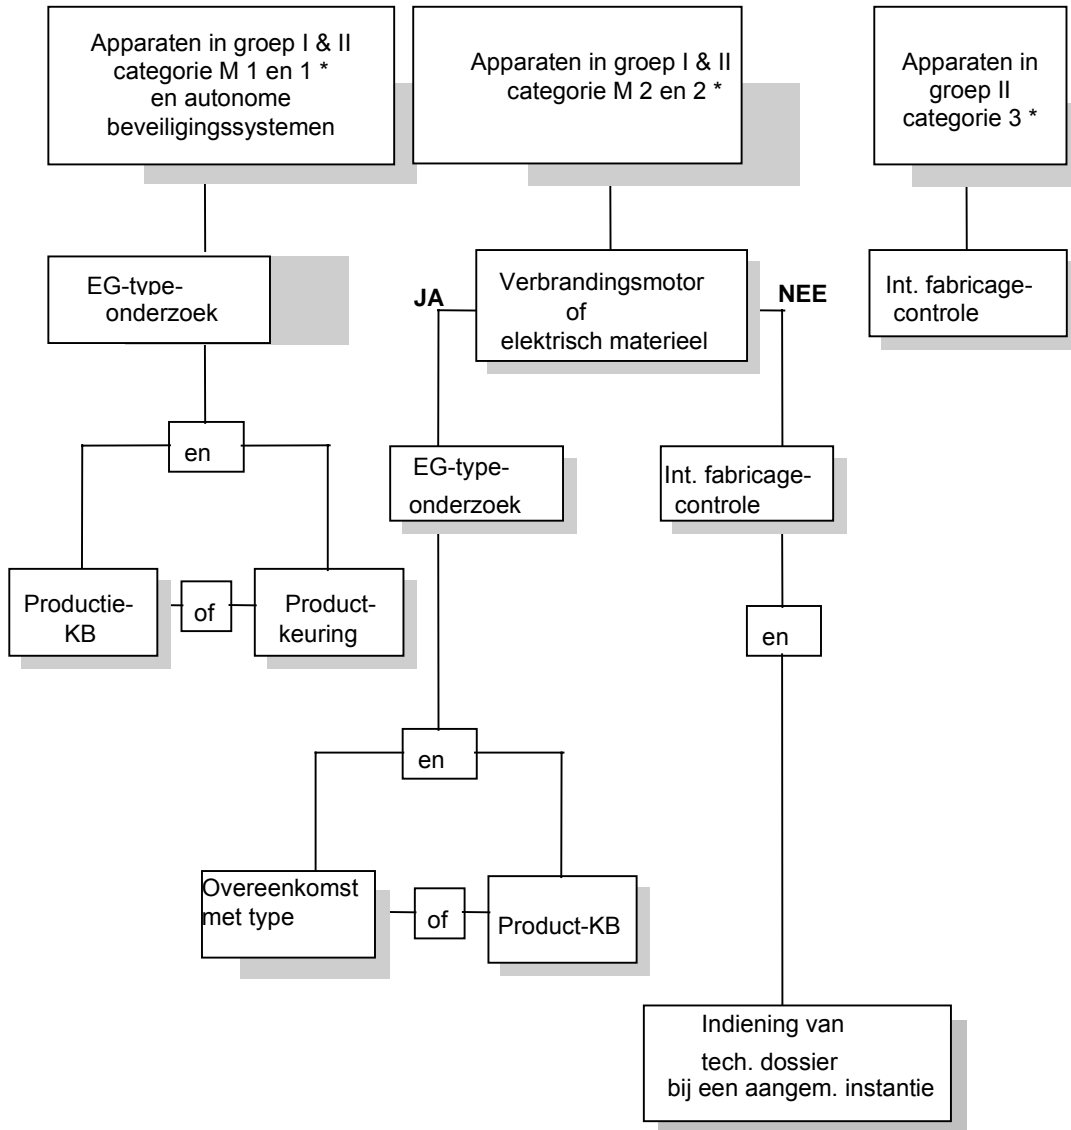 Apparaten in groep I & II
categorie M 1 en 1 *
en autonome
beveiligingssystemen
Apparaten in groep I & II
categorie M 2 en 2 *
Apparaten in
groep II
categorie 3 *
EG-type-
onderzoek
JA
Verbrandingsmotor
of
elektrisch materieel
NEE
Int. fabricage-
controle
en
EG-type-
onderzoek
Int. fabricage-
controle
Productie-
KB
of
Product-
keuring
en
en
Overeenkomst
met type
of
Product-KB
Indiening van
tech. dossier
bij een aangem. instantie